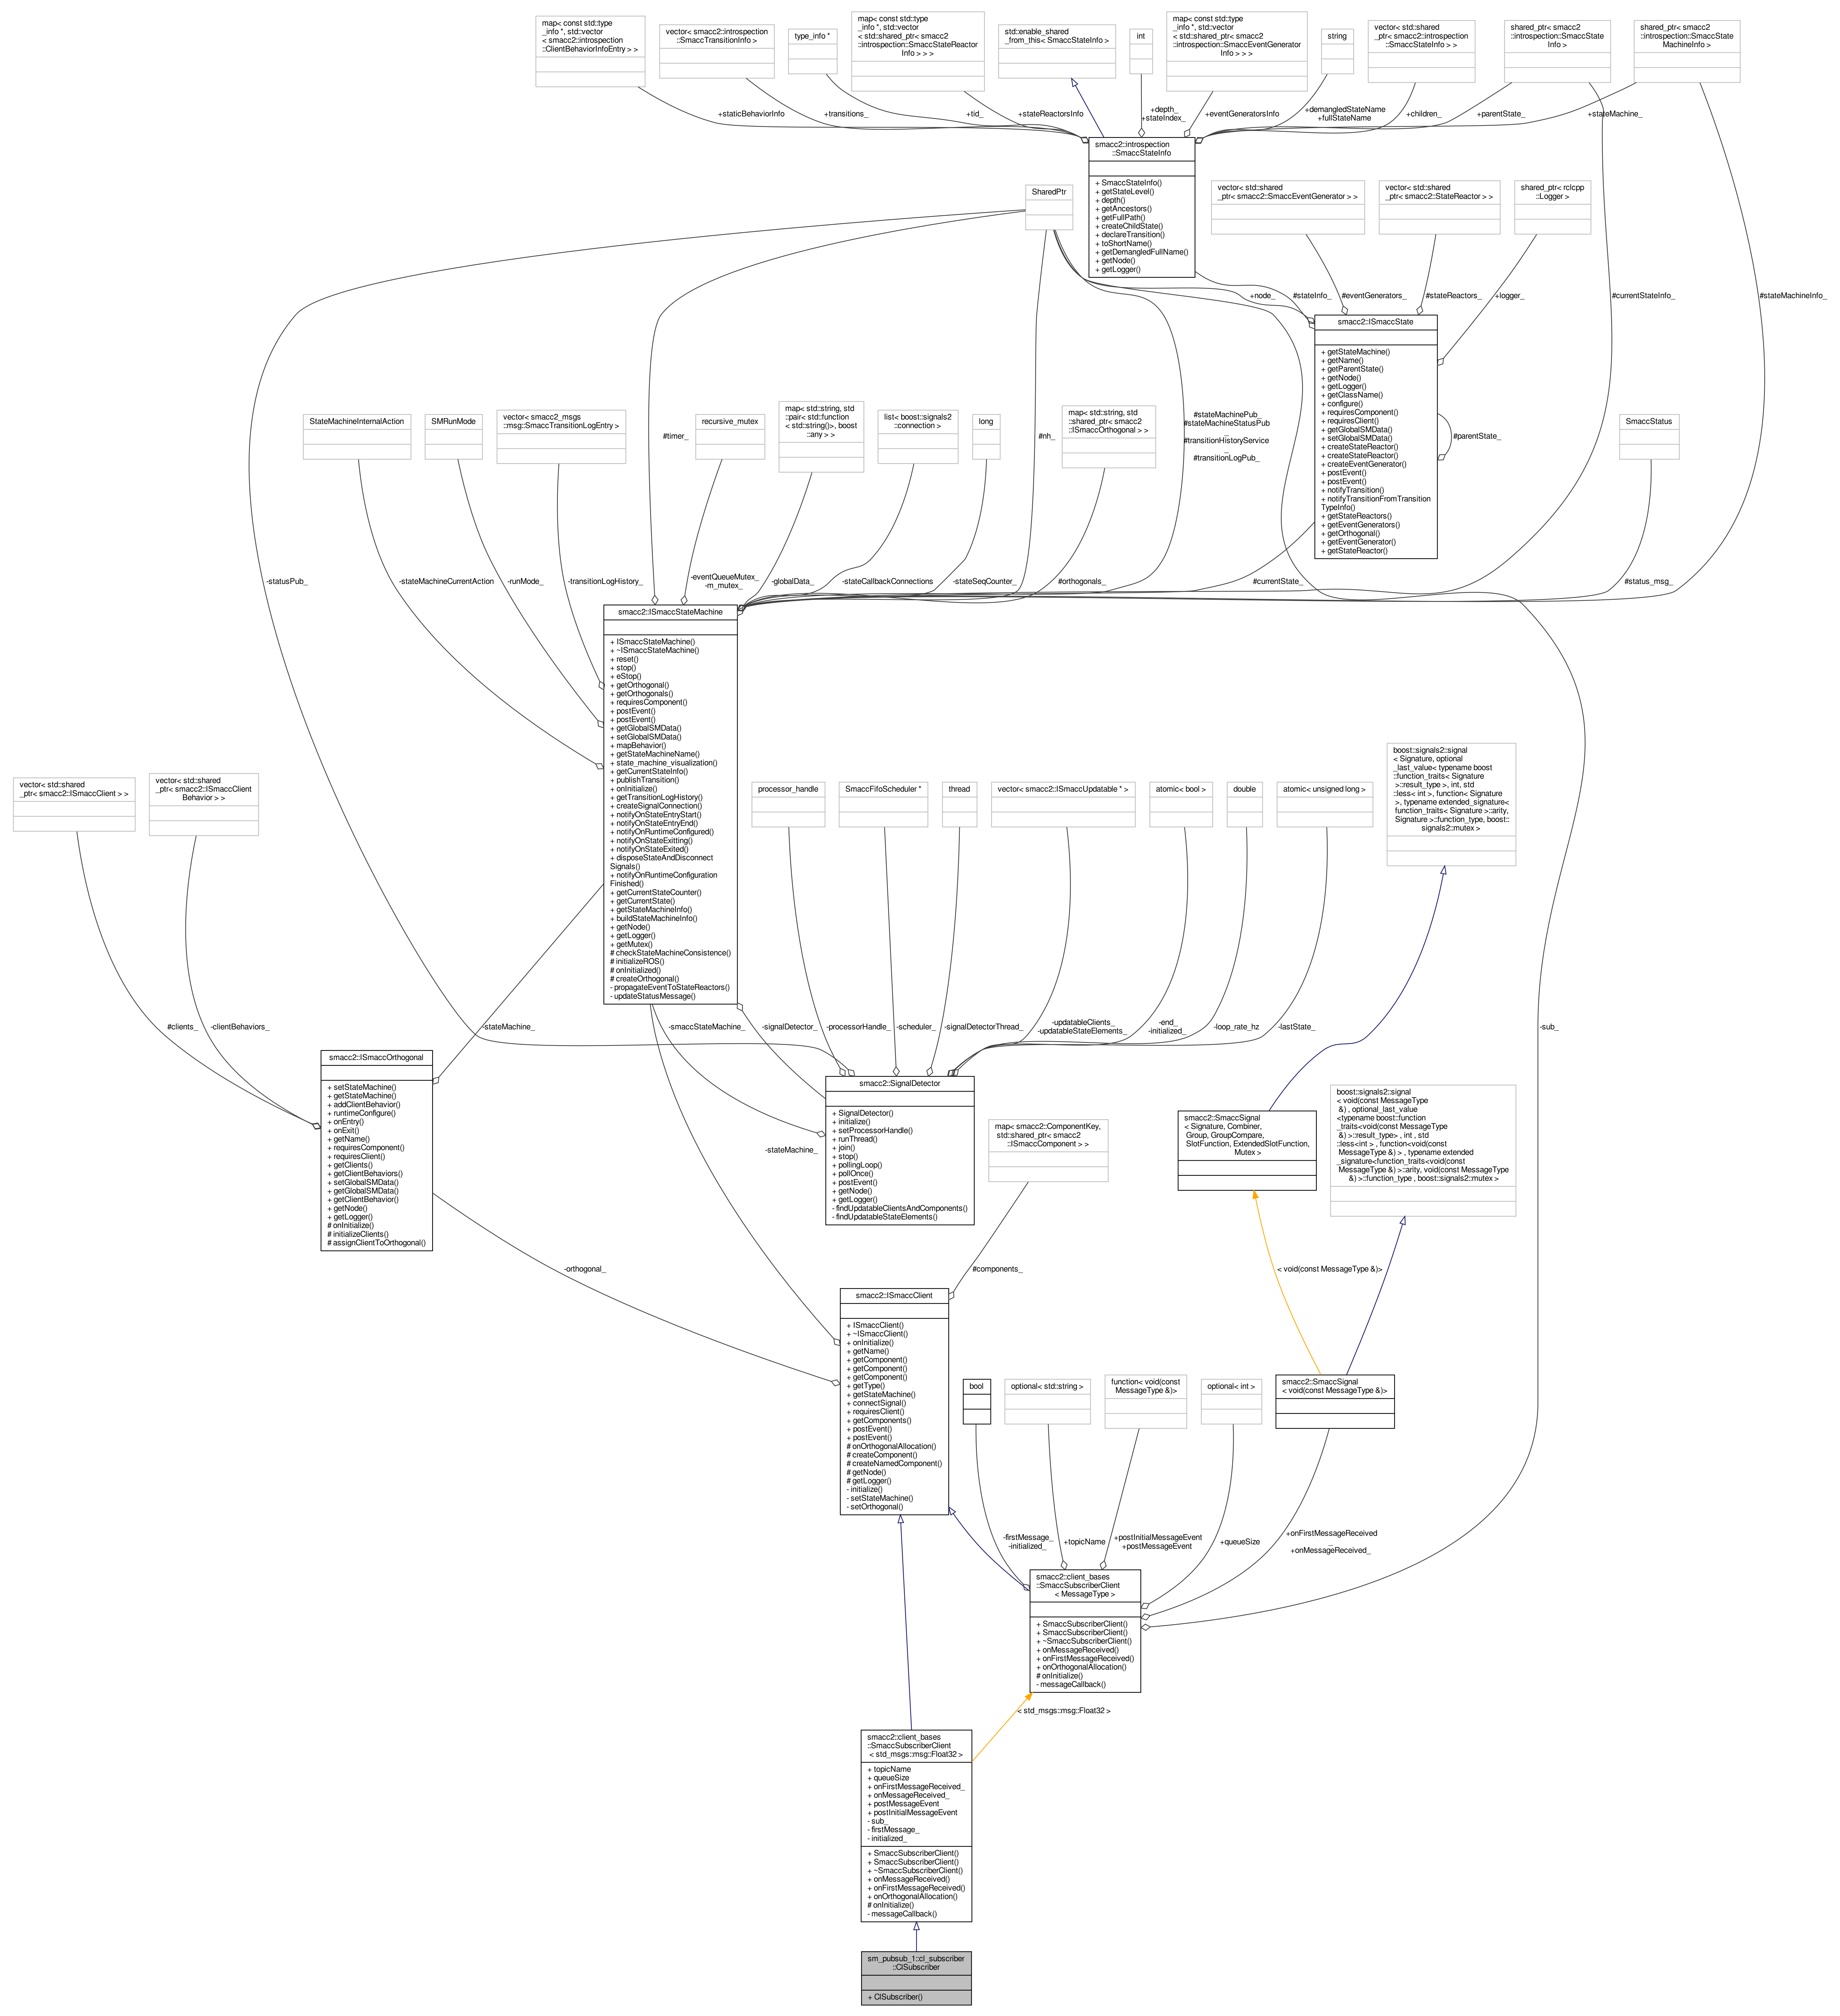 map< const std::type
_info *, std::vector
< smacc2::introspection
::ClientBehaviorInfoEntry > >
vector< smacc2::introspection
::SmaccTransitionInfo >
type_info *
map< const std::type
_info *, std::vector
< std::shared_ptr< smacc2
::introspection::SmaccStateReactor
Info > > >
std::enable_shared
_from_this< SmaccStateInfo >
int
map< const std::type
_info *, std::vector
< std::shared_ptr< smacc2
::introspection::SmaccEventGenerator
Info > > >
string
vector< std::shared
_ptr< smacc2::introspection
::SmaccStateInfo > >
shared_ptr< smacc2
::introspection::SmaccState
Info >
shared_ptr< smacc2
::introspection::SmaccState
MachineInfo >
+staticBehaviorInfo
+transitions_
+tid_
+stateReactorsInfo
+depth_
+stateIndex_
+eventGeneratorsInfo
+demangledStateName
+fullStateName
+children_
+parentState_
+stateMachine_
smacc2::introspection
::SmaccStateInfo
+ SmaccStateInfo()
+ getStateLevel()
+ depth()
+ getAncestors()
+ getFullPath()
+ createChildState()
+ declareTransition()
+ toShortName()
+ getDemangledFullName()
+ getNode()
+ getLogger()
SharedPtr
vector< std::shared
_ptr< smacc2::SmaccEventGenerator > >
vector< std::shared
_ptr< smacc2::StateReactor > >
shared_ptr< rclcpp
::Logger >
+node_
#stateInfo_
#eventGenerators_
#stateReactors_
+logger_
#currentStateInfo_
#stateMachineInfo_
smacc2::ISmaccState
+ getStateMachine()
+ getName()
+ getParentState()
+ getNode()
+ getLogger()
+ getClassName()
+ configure()
+ requiresComponent()
+ requiresClient()
+ getGlobalSMData()
+ setGlobalSMData()
+ createStateReactor()
+ createStateReactor()
+ createEventGenerator()
+ postEvent()
+ postEvent()
+ notifyTransition()
+ notifyTransitionFromTransition
TypeInfo()
+ getStateReactors()
+ getEventGenerators()
+ getOrthogonal()
+ getEventGenerator()
+ getStateReactor()
#parentState_
StateMachineInternalAction
SMRunMode
vector< smacc2_msgs
::msg::SmaccTransitionLogEntry >
#timer_
recursive_mutex
map< std::string, std
::pair< std::function
< std::string()>, boost
::any > >
list< boost::signals2
::connection >
long
#nh_
map< std::string, std
::shared_ptr< smacc2
::ISmaccOrthogonal > >
#stateMachinePub_
#stateMachineStatusPub
_
#transitionHistoryService
_
#transitionLogPub_
SmaccStatus
-statusPub_
-stateMachineCurrentAction
-runMode_
-transitionLogHistory_
-eventQueueMutex_
-m_mutex_
-globalData_
-stateCallbackConnections
-stateSeqCounter_
#orthogonals_
#currentState_
#status_msg_
smacc2::ISmaccStateMachine
+ ISmaccStateMachine()
+ ~ISmaccStateMachine()
+ reset()
+ stop()
+ eStop()
+ getOrthogonal()
+ getOrthogonals()
+ requiresComponent()
+ postEvent()
+ postEvent()
+ getGlobalSMData()
+ setGlobalSMData()
+ mapBehavior()
+ getStateMachineName()
+ state_machine_visualization()
+ getCurrentStateInfo()
+ publishTransition()
+ onInitialize()
+ getTransitionLogHistory()
+ createSignalConnection()
+ notifyOnStateEntryStart()
+ notifyOnStateEntryEnd()
+ notifyOnRuntimeConfigured()
+ notifyOnStateExitting()
+ notifyOnStateExited()
+ disposeStateAndDisconnect
Signals()
+ notifyOnRuntimeConfiguration
Finished()
+ getCurrentStateCounter()
+ getCurrentState()
+ getStateMachineInfo()
+ buildStateMachineInfo()
+ getNode()
+ getLogger()
+ getMutex()
# checkStateMachineConsistence()
# initializeROS()
# onInitialized()
# createOrthogonal()
- propagateEventToStateReactors()
- updateStatusMessage()
vector< std::shared
_ptr< smacc2::ISmaccClient > >
vector< std::shared
_ptr< smacc2::ISmaccClient
Behavior > >
processor_handle
SmaccFifoScheduler *
thread
vector< smacc2::ISmaccUpdatable * >
atomic< bool >
double
atomic< unsigned long >
boost::signals2::signal
< Signature, optional
_last_value< typename boost
::function_traits< Signature
>::result_type >, int, std
::less< int >, function< Signature
>, typename extended_signature<
function_traits< Signature >::arity,
Signature >::function_type, boost::
signals2::mutex >
#clients_
-clientBehaviors_
-stateMachine_
-smaccStateMachine_
-signalDetector_
-processorHandle_
-scheduler_
-signalDetectorThread_
-updatableClients_
-updatableStateElements_
-end_
-initialized_
-loop_rate_hz
-lastState_
-sub_
smacc2::ISmaccOrthogonal
+ setStateMachine()
+ getStateMachine()
+ addClientBehavior()
+ runtimeConfigure()
+ onEntry()
+ onExit()
+ getName()
+ requiresComponent()
+ requiresClient()
+ getClients()
+ getClientBehaviors()
+ setGlobalSMData()
+ getGlobalSMData()
+ getClientBehavior()
+ getNode()
+ getLogger()
# onInitialize()
# initializeClients()
# assignClientToOrthogonal()
smacc2::SignalDetector
+ SignalDetector()
+ initialize()
+ setProcessorHandle()
+ runThread()
+ join()
+ stop()
+ pollingLoop()
+ pollOnce()
+ postEvent()
+ getNode()
+ getLogger()
- findUpdatableClientsAndComponents()
- findUpdatableStateElements()
-stateMachine_
map< smacc2::ComponentKey,
std::shared_ptr< smacc2
::ISmaccComponent > >
smacc2::SmaccSignal
< Signature, Combiner,
Group, GroupCompare,
SlotFunction, ExtendedSlotFunction,
Mutex >
boost::signals2::signal
< void(const MessageType
&) , optional_last_value
<typename boost::function
_traits<void(const MessageType
&) >::result_type> , int , std
::less<int > , function<void(const
MessageType &) > , typename extended
_signature<function_traits<void(const
MessageType &) >::arity, void(const MessageType
&) >::function_type , boost::signals2::mutex >
-orthogonal_
#components_
< void(const MessageType &)>
smacc2::ISmaccClient
+ ISmaccClient()
+ ~ISmaccClient()
+ onInitialize()
+ getName()
+ getComponent()
+ getComponent()
+ getComponent()
+ getType()
+ getStateMachine()
+ connectSignal()
+ requiresClient()
+ getComponents()
+ postEvent()
+ postEvent()
# onOrthogonalAllocation()
# createComponent()
# createNamedComponent()
# getNode()
# getLogger()
- initialize()
- setStateMachine()
- setOrthogonal()
bool
optional< std::string >
function< void(const
MessageType &)>
optional< int >
smacc2::SmaccSignal
< void(const MessageType &)>
-firstMessage_
-initialized_
+topicName
+postInitialMessageEvent
+postMessageEvent
+queueSize
+onFirstMessageReceived
_
+onMessageReceived_
smacc2::client_bases
::SmaccSubscriberClient
< MessageType >
+ SmaccSubscriberClient()
+ SmaccSubscriberClient()
+ ~SmaccSubscriberClient()
+ onMessageReceived()
+ onFirstMessageReceived()
+ onOrthogonalAllocation()
# onInitialize()
- messageCallback()
< std_msgs::msg::Float32 >
smacc2::client_bases
::SmaccSubscriberClient
< std_msgs::msg::Float32 >
+ topicName
+ queueSize
+ onFirstMessageReceived_
+ onMessageReceived_
+ postMessageEvent
+ postInitialMessageEvent
- sub_
- firstMessage_
- initialized_
+ SmaccSubscriberClient()
+ SmaccSubscriberClient()
+ ~SmaccSubscriberClient()
+ onMessageReceived()
+ onFirstMessageReceived()
+ onOrthogonalAllocation()
# onInitialize()
- messageCallback()
sm_pubsub_1::cl_subscriber
::ClSubscriber
+ ClSubscriber()